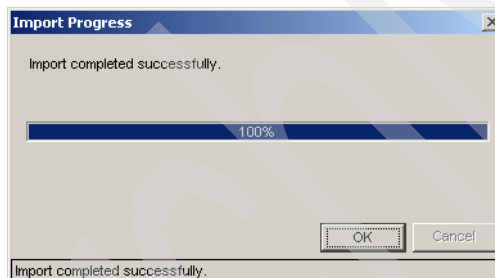 Import Progress
Import completed successfully.
100%
OK Cancel
Import completed successfully.